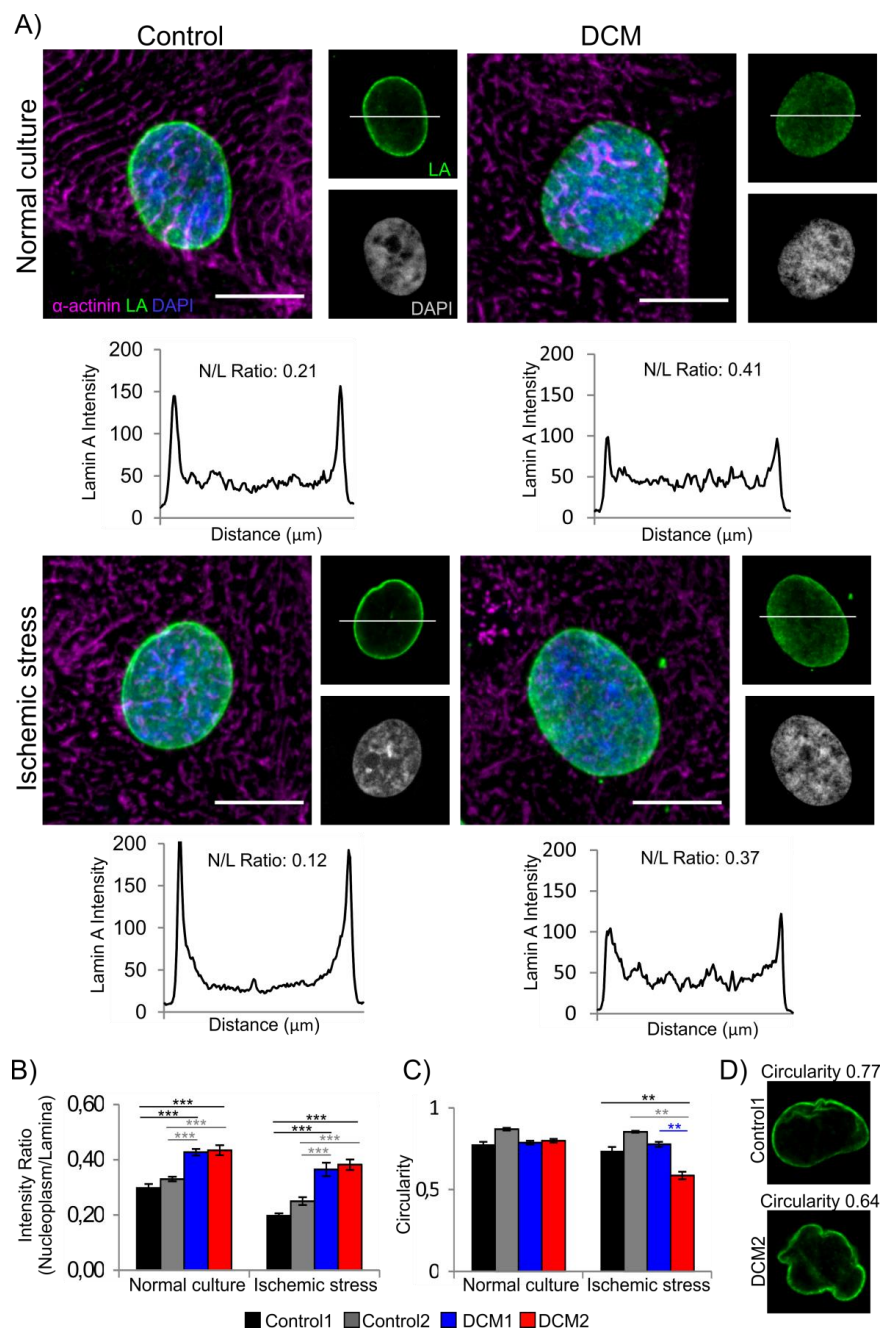 A)
Control
DCM
Normal culture
LA
α-actinin LA DAPI
DAPI
200
150
100
50
0
Lamin A Intensity
N/L Ratio: 0.21
Distance (µm)
200
150
100
50
0
Lamin A Intensity
N/L Ratio: 0.41
Distance (µm)
Ischemic stress
200
150
100
50
0
Lamin A Intensity
N/L Ratio: 0.12
Distance (µm)
200
150
100
50
0
Lamin A Intensity
N/L Ratio: 0.37
Distance (µm)
B)
Intensity Ratio
(Nucleoplasm/Lamina)
0,60
0,40
0,20
0,00
***
***
***
***
***
***
***
***
Normal culture
Ischemic stress
C)
Circularity
1
0,5
0
**
**
**
Normal culture
Ischemic stress
D)
Circularity 0.77
Control1
Circularity 0.64
DCM2
Control1
Control2
DCM1
DCM2